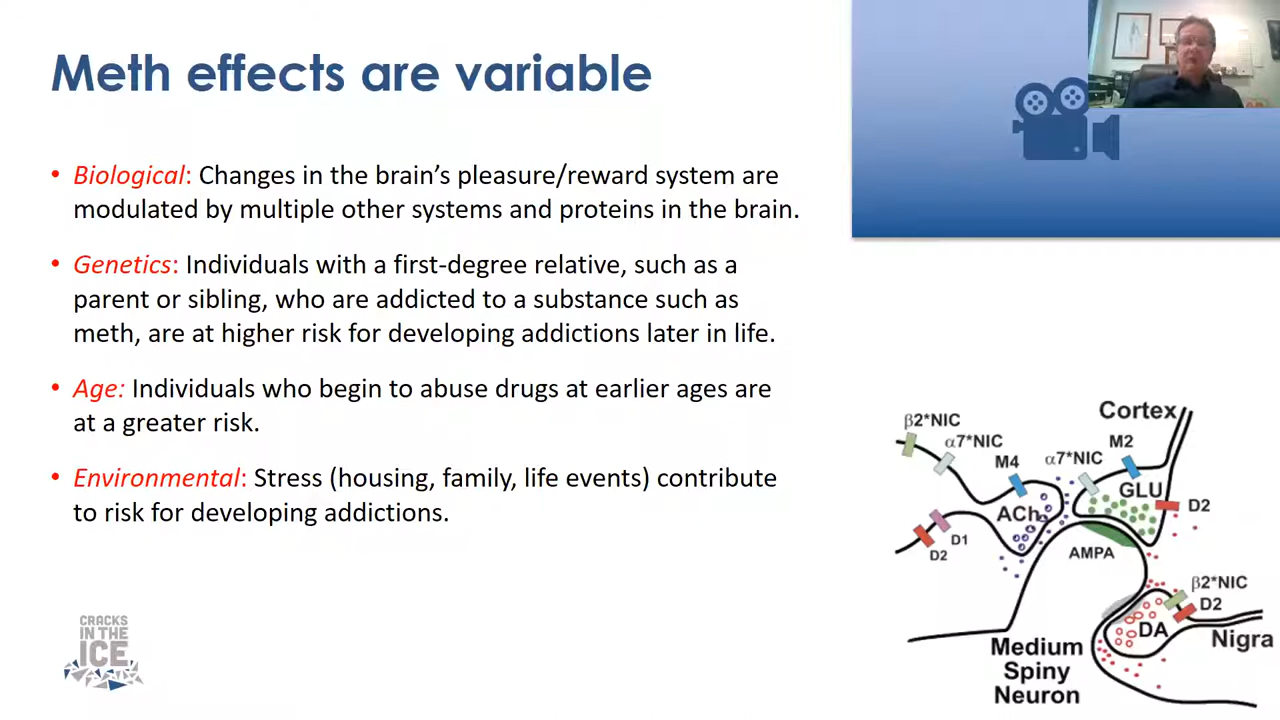 Meth effects are variable
• Biological: Changes in the brain’s pleasure/reward system are
modulated by multiple other systems and proteins in the brain.
• Genetics: Individuals with a first-degree relative, such as a
parent or sibling, who are addicted to a substance such as
meth, are at higher risk for developing addictions later in life.
• Age: Individuals who begin to abuse drugs at earlier ages are
at a greater risk.
• Environmental: Stress (housing, family, life events) contribute
to risk for developing addictions.
CRACKS
IN THE
ICE
Cortex
β2*NIC
α7*NIC
M4
α7*NIC
M2
GLU
D2
ACh
D1
D2
AMPA
β2*NIC
D2
DA
Nigra
Medium
Spiny
Neuron